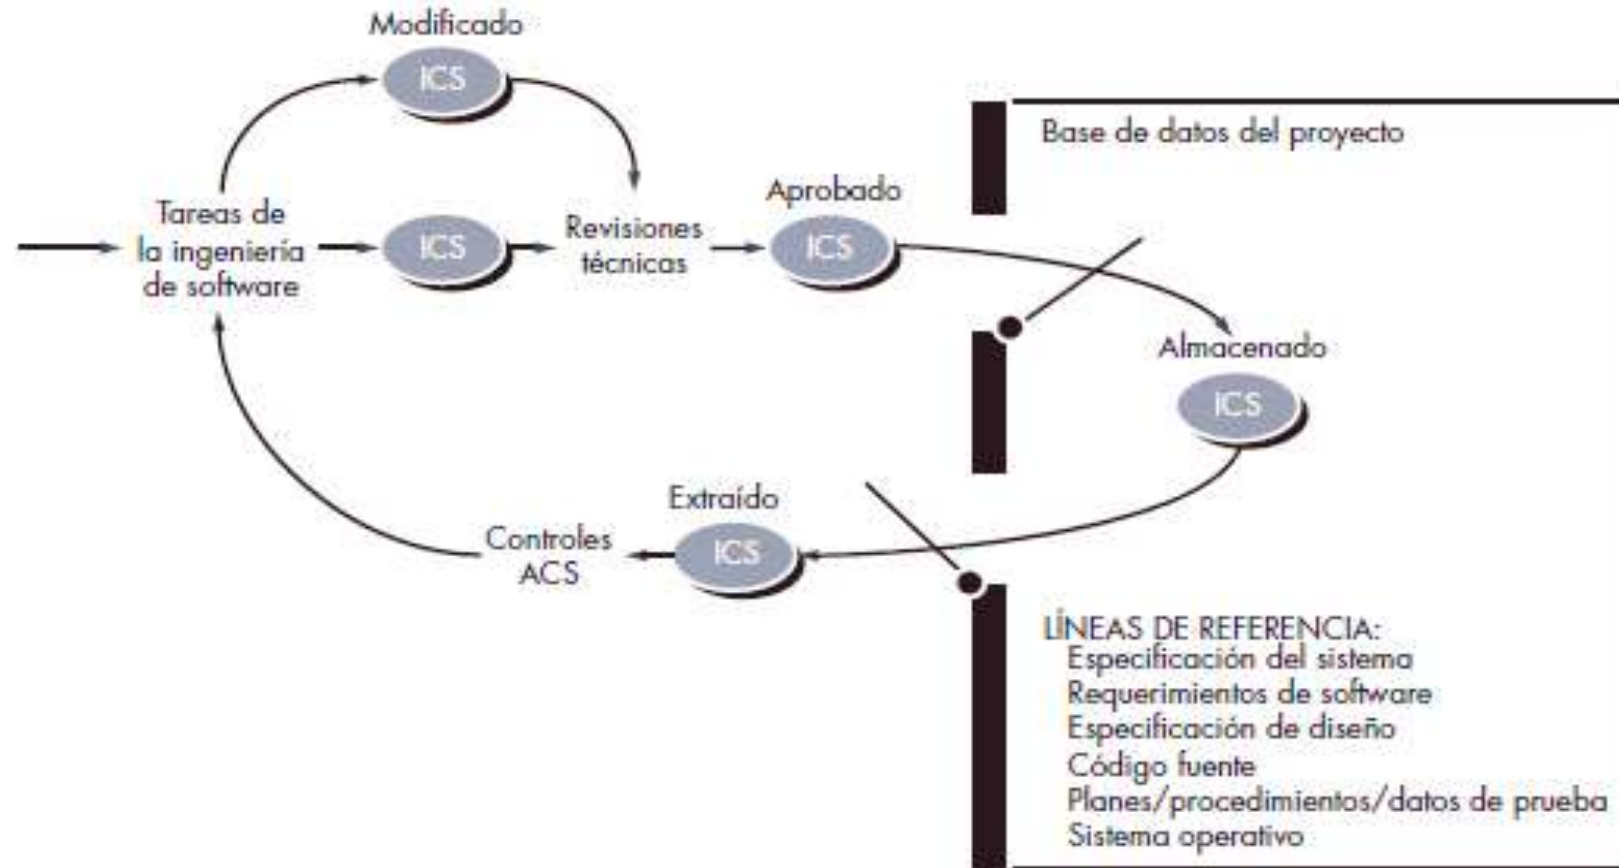 Modificado
ICS
Base de datos del proyecto
Aprobado
Tareas de
la ingeniería
de software
ICS
Revisiones
técnicas
ICS
Almacenado
ICS
Extraído
ICS
Controles
ACS
LÍNEAS DE REFERENCIA:
Especificación del sistema
Requerimientos de software
Especificación de diseño
Código fuente
Planes/procedimientos/datos de prueba
Sistema operativo